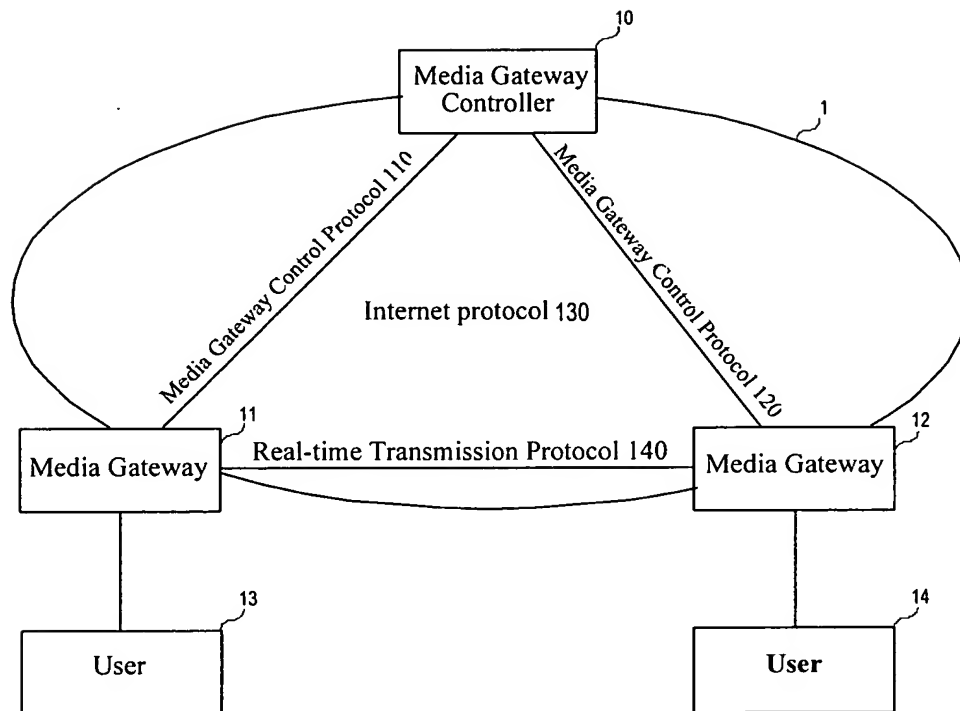 10
Media Gateway
Controller
1
Media Gateway Control Protocol 110
Media Gateway Control Protocol 120
Internet protocol 130
11
Media Gateway
Real-time Transmission Protocol 140
12
Media Gateway
13
User
14
User